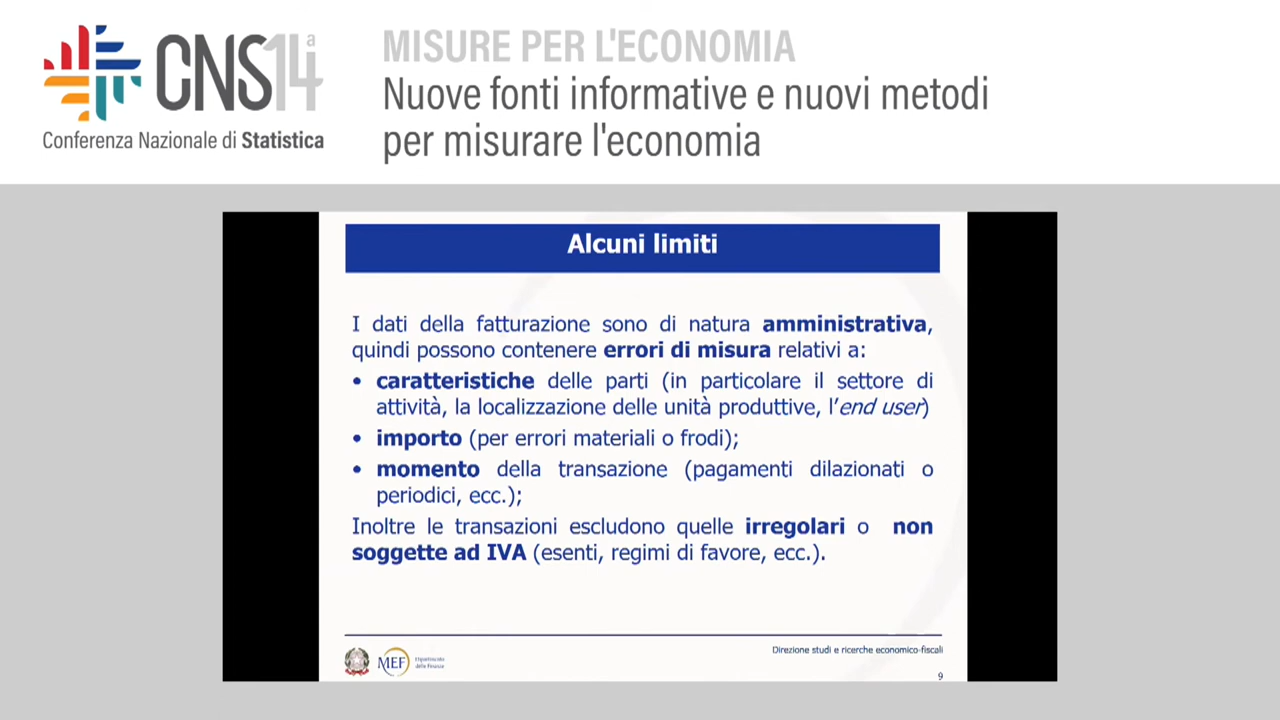 CNS14ª
Conferenza Nazionale di Statistica
MISURE PER L'ECONOMIA
Nuove fonti informative e nuovi metodi
per misurare l'economia
Alcuni limiti
I dati della fatturazione sono di natura amministrativa,
quindi possono contenere errori di misura relativi a:
• caratteristiche delle parti (in particolare il settore di
attività, la localizzazione delle unità produttive, l'end user)
• importo (per errori materiali o frodi);
• momento della transazione (pagamenti dilazionati o
periodici, ecc.);
Inoltre le transazioni escludono quelle irregolari o non
soggette ad IVA (esenti, regimi di favore, ecc.).
MEF
Dipartimento
delle Finanze
Direzione studi e ricerche economico-fiscali
9